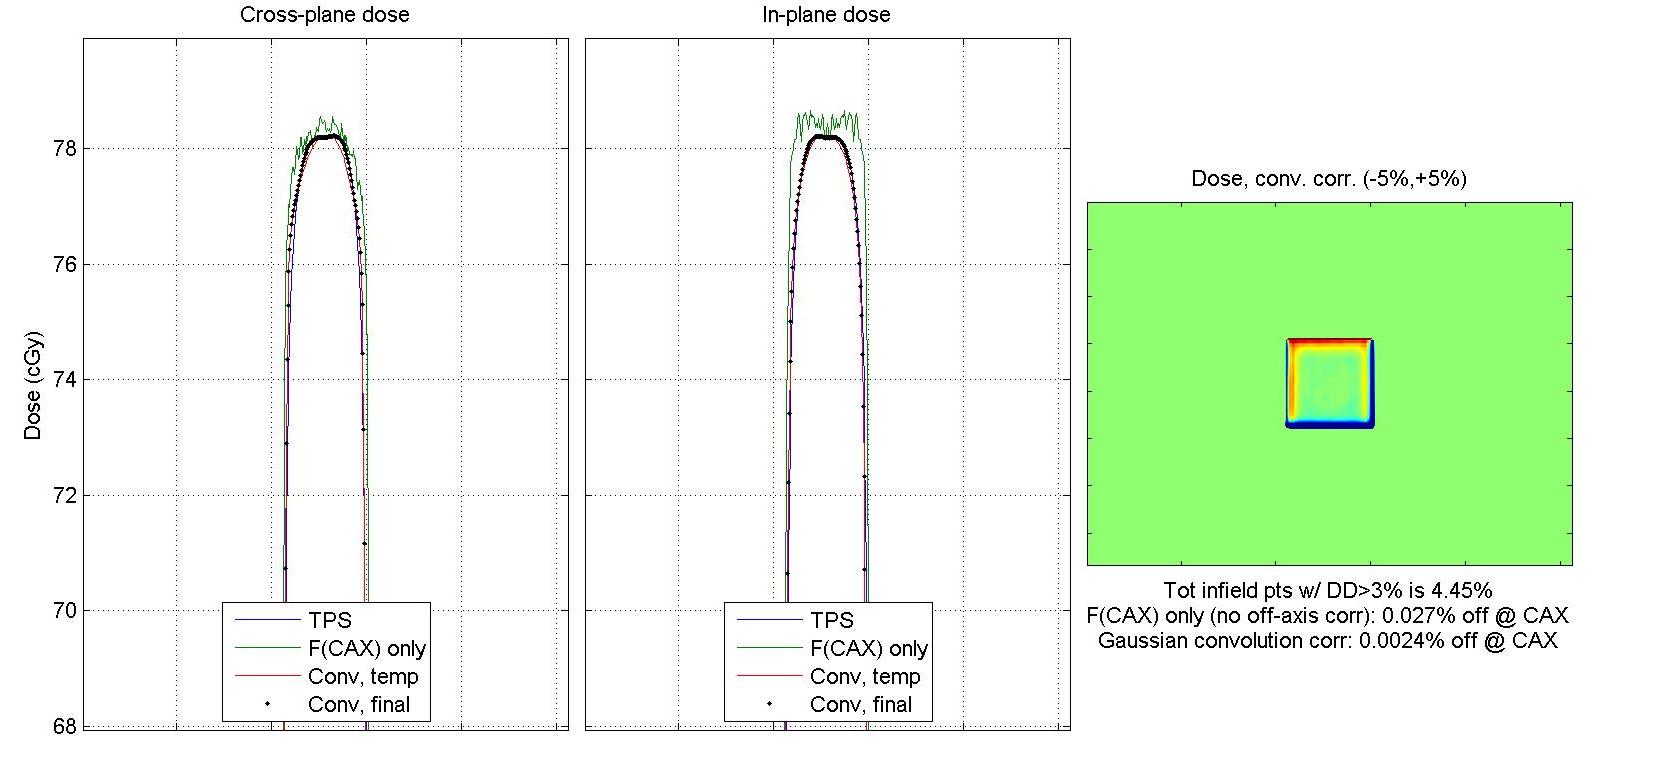 Cross-plane dose
In-plane dose
Dose (cGy)
78
76
74
72
70
68
TPS
F(CAX) only
Conv, temp
Conv, final
TPS
F(CAX) only
Conv, temp
Conv, final
Dose, conv. corr. (-5%,+5%)
Tot infield pts w/ DD>3% is 4.45%
F(CAX) only (no off-axis corr): 0.027% off @ CAX
Gaussian convolution corr: 0.0024% off @ CAX